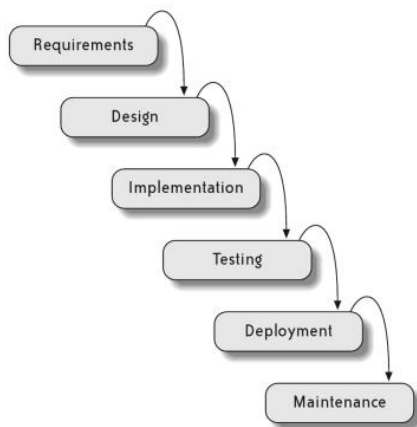 Requirements
Design
Implementation
Testing
Deployment
Maintenance